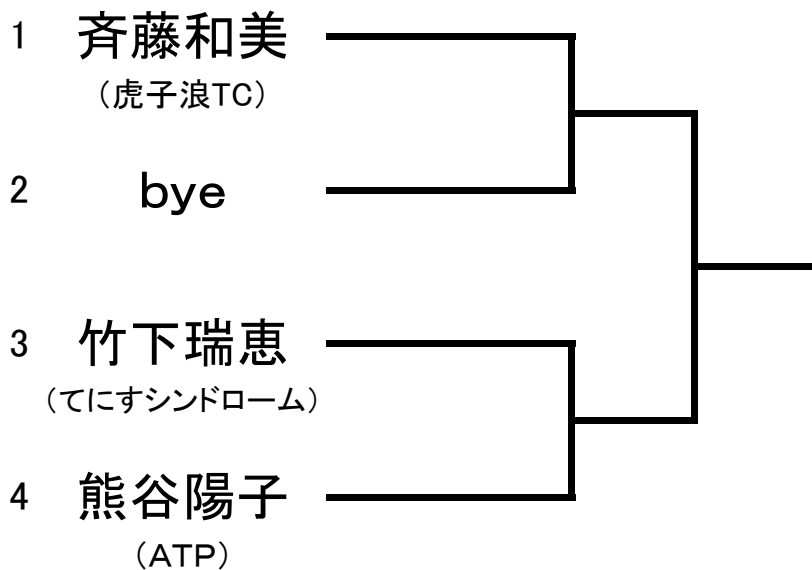 1 斉藤和美
（虎子浪TC）
2 bye
3 竹下瑞恵
（てにすシンドローム）
4 熊谷陽子
（ATP）